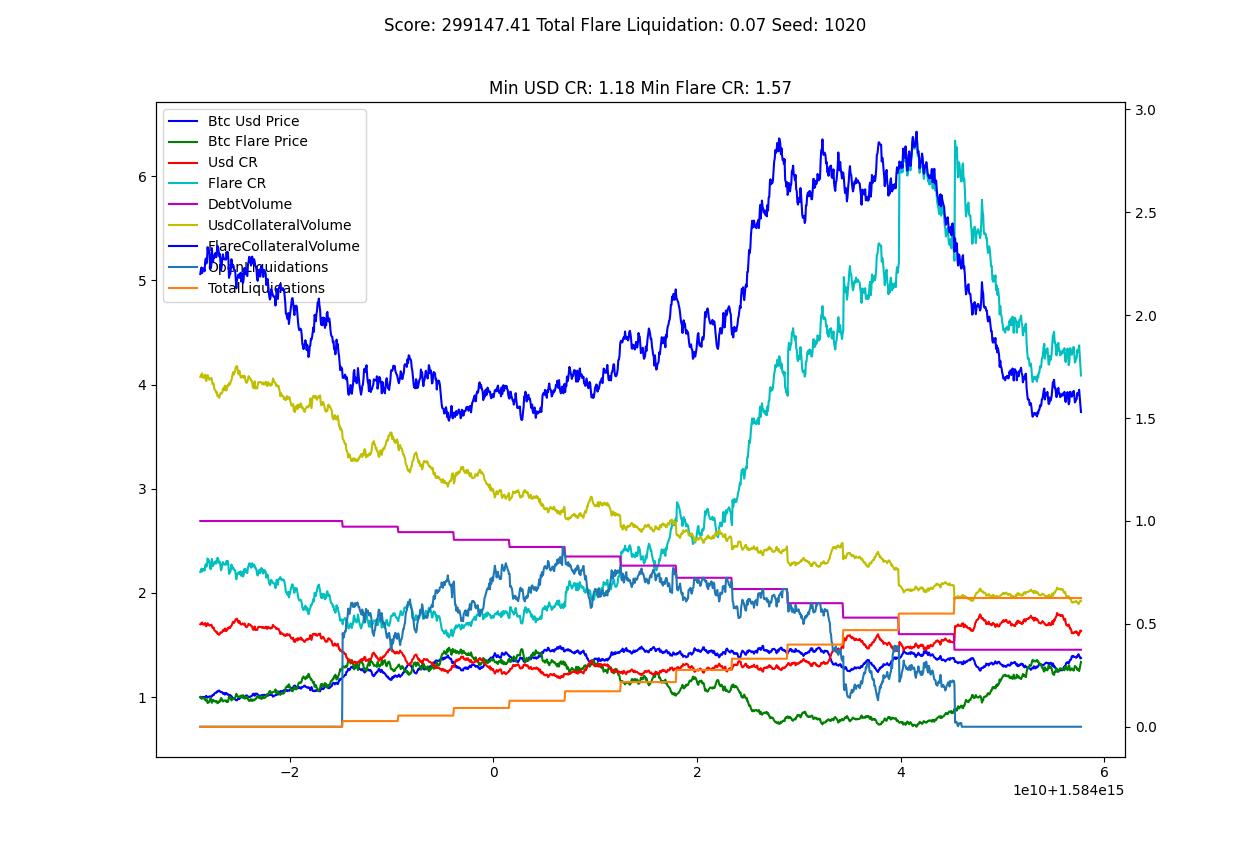 Score: 299147.41 Total Flare Liquidation: 0.07 Seed: 1020
Min USD CR: 1.18 Min Flare CR: 1.57
Btc Usd Price
Btc Flare Price
Usd CR
Flare CR
DebtVolume
UsdCollateralVolume
FlareCollateralVolume
OpenLiquidations
TotalLiquidations
6
5
4
3
2
1
3.0
2.5
2.0
1.5
1.0
0.5
0.0
−2
0
2
4
6
1e10+1.584e15